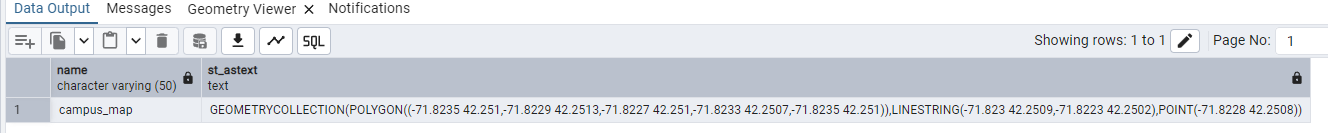 Data Output Messages Geometry Viewer × Notifications
SQL Showing rows: 1 to 1 Page No: 1
name st_astext
character varying (50) text
1 campus_map GEOMETRYCOLLECTION(POLYGON((-71.8235 42.251,-71.8229 42.2513,-71.8227 42.251,-71.8233 42.2507,-71.8235 42.251)),LINESTRING(-71.823 42.2509,-71.8223 42.2502),POINT(-71.8228 42.2508))